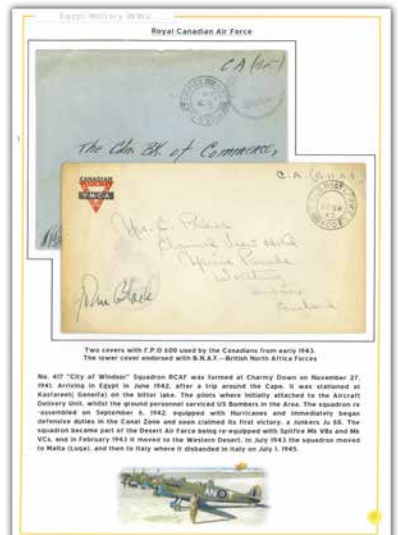 Egypt Military WWII
Royal Canadian Air Force
C.A
The Cdn. BK. of Commerce,
CANADIAN
Y.M.C.A
C.A. (B.N.A.F)
Mrs. C.
England
Two covers with F.P.O 600 used by the Canadians from early 1943.
The lower cover endorsed with B.N.A.F.—British North Africa Forces
No. 417 "City of Windsor" Squadron RCAF was formed at Charmy Down on November 27,
1941. Arriving in Egypt in June 1942, after a trip around the Cape. It was stationed at
Kasfareet( Geneifa) on the bitter lake. The pilots where initially attached to the Aircraft
Delivery Unit, whilst the ground personnel serviced US Bombers in the Area. The squadron re
-assembled on September 6, 1942, equipped with Hurricanes and immediately began
defensive duties in the Canal Zone and soon claimed its first victory, a Junkers Ju 88. The
squadron became part of the Desert Air Force being re-equipped with Spitfire Mk VBs and Mk
VCs, and in February 1943 it moved to the Western Desert. In July 1943 the squadron moved
to Malta (Luqa), and then to Italy where it disbanded in Italy on July 1, 1945.
AN